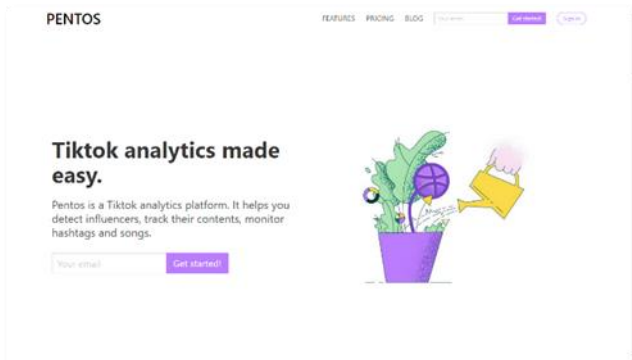 PENTOS
FEATURES PRICING BLOG Your email Get started Sign in
Tiktok analytics made
easy.
Pentos is a Tiktok analytics platform. It helps you
detect influencers, track their contents, monitor
hashtags and songs.
Your email Get started!